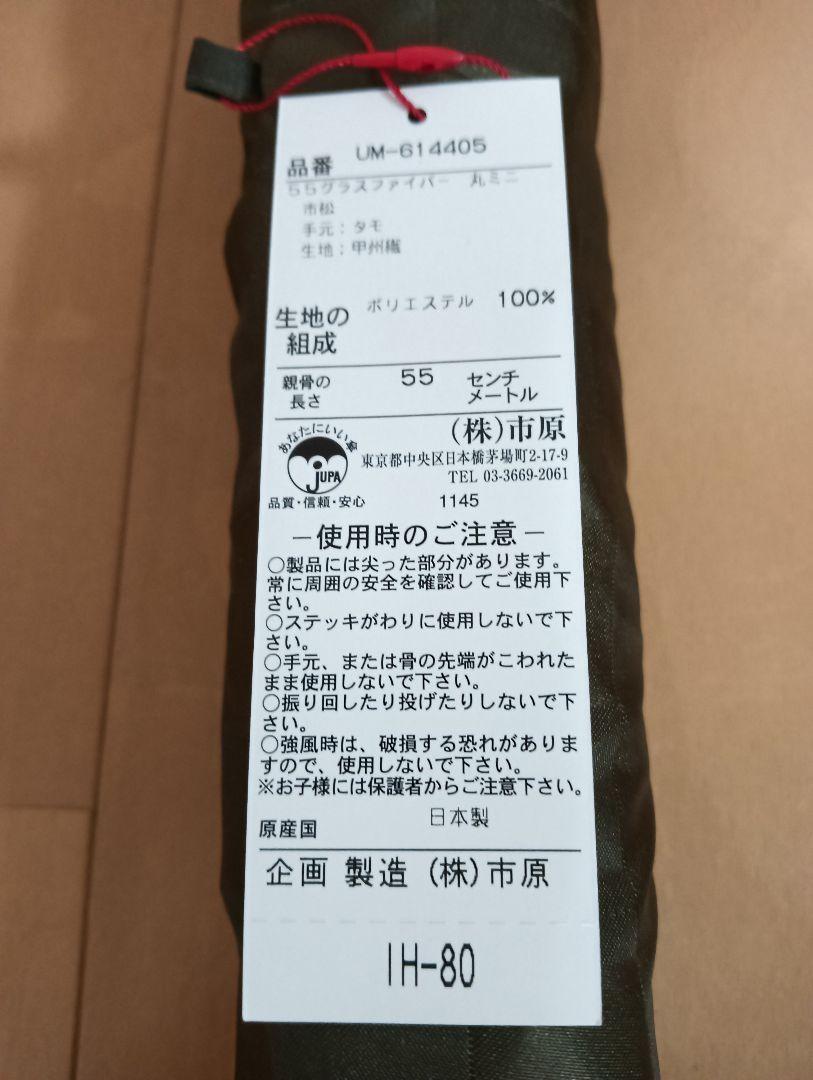 品番 UM-614405
55グラスファイバー 丸ミニ
市松
手元：タモ
生地：甲州織
生地の
組成
ポリエステル 100%
親骨の
長さ
55 センチ
メートル
あなたにいい傘
JUPA
品質・信頼・安心
(株)市原
東京都中央区日本橋茅場町2-17-9
TEL 03-3669-2061
1145
－使用時のご注意－
○製品には尖った部分があります。
常に周囲の安全を確認してご使用下
さい。
○ステッキがわりに使用しないで下
さい。
○手元、または骨の先端がこわれた
まま使用しないで下さい。
○振り回したり投げたりしないで下
さい。
○強風時は、破損する恐れがありま
すので、使用しないで下さい。
※お子様には保護者からご注意下さい。
原産国 日本製
企画 製造 (株)市原
IH-80